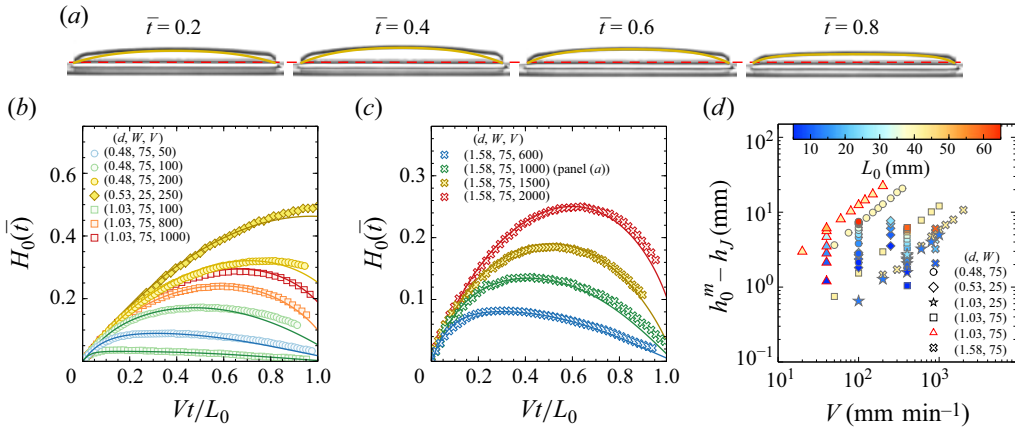 (a)
t̅ = 0.2
t̅ = 0.4
t̅ = 0.6
t̅ = 0.8
(b)
(d, W, V)
(0.48, 75, 50)
(0.48, 75, 100)
(0.48, 75, 200)
(0.53, 25, 250)
(1.03, 75, 100)
(1.03, 75, 800)
(1.03, 75, 1000)
0.6
0.4
0.2
H₀(t̅)
0
0.2
0.4
0.6
0.8
1.0
Vt/L₀
(c)
(d, W, V)
(1.58, 75, 600)
(1.58, 75, 1000) (panel (a))
(1.58, 75, 1500)
(1.58, 75, 2000)
0.3
0.2
0.1
H₀(t̅)
0
0.2
0.4
0.6
0.8
1.0
Vt/L₀
(d)
10
20
30
40
50
60
L₀ (mm)
10²
10¹
10⁰
10⁻¹
h₀ᵐ – h_J (mm)
(d, W)
(0.48, 75)
(0.53, 25)
(1.03, 25)
(1.03, 75)
(1.03, 75)
(1.58, 75)
10¹
10²
10³
V (mm min⁻¹)